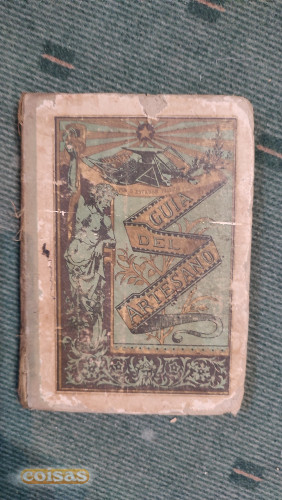 GUIA
DEL
ARTESANO
coisas